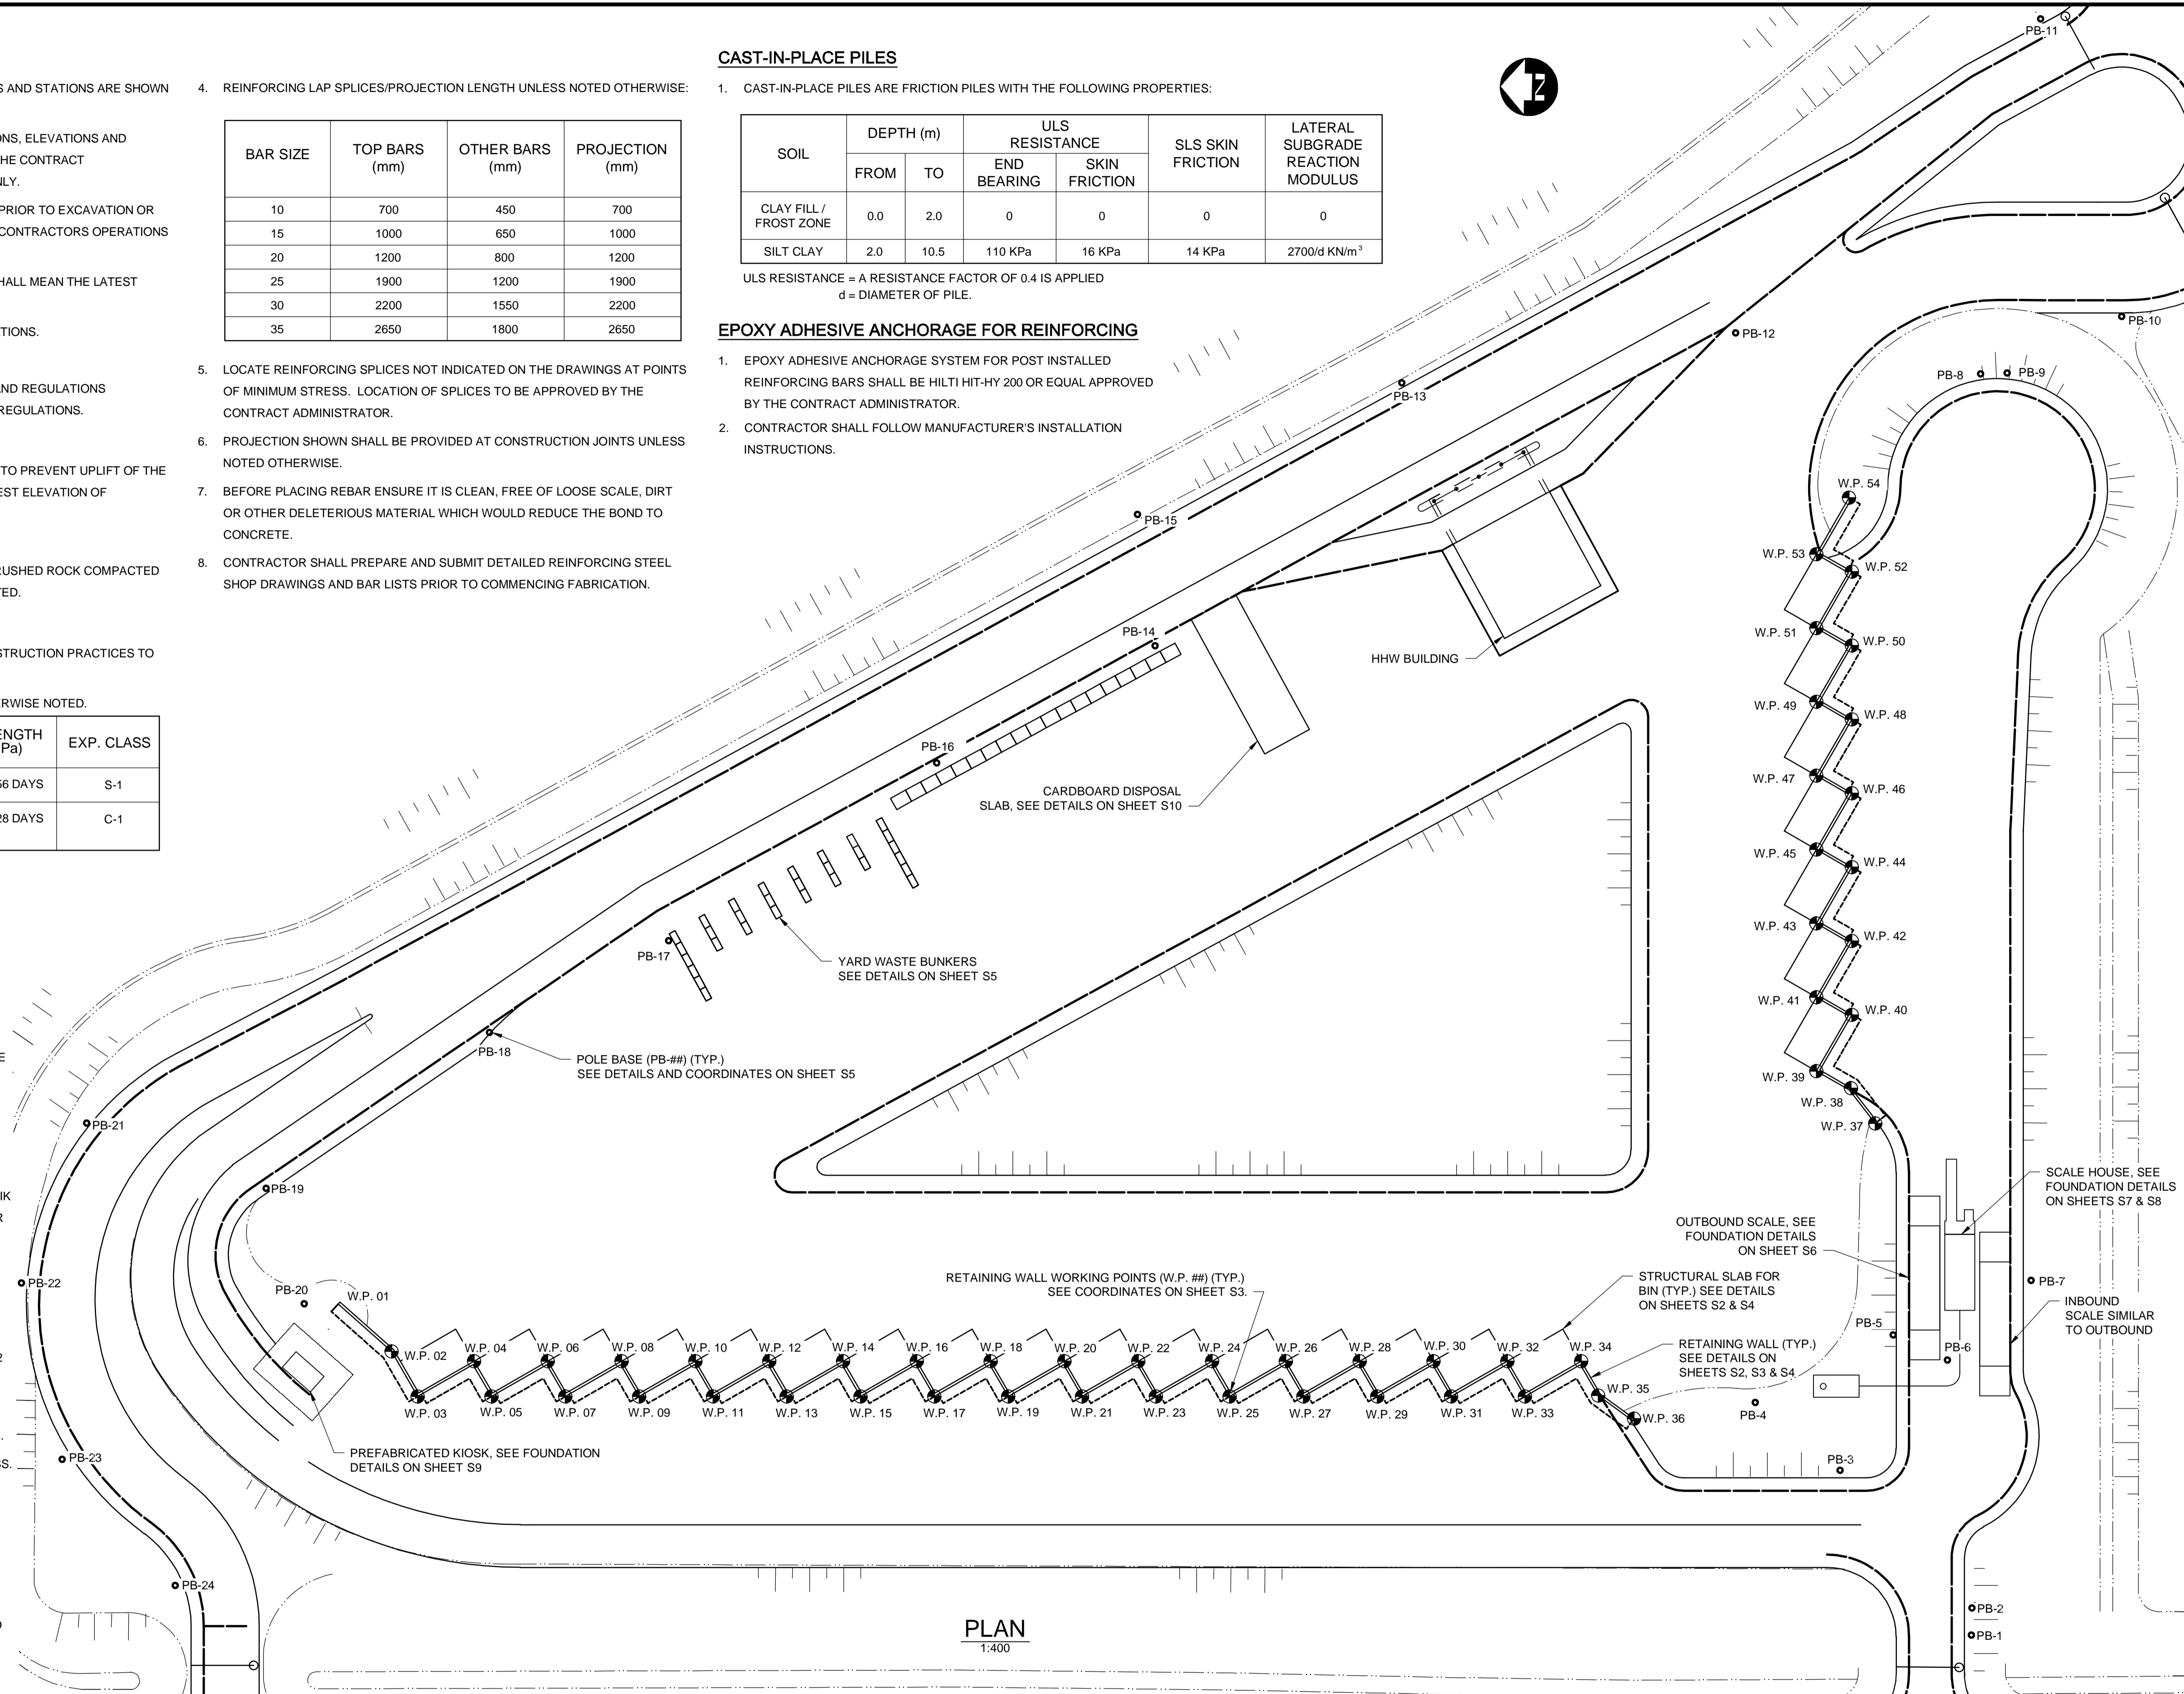 S AND STATIONS ARE SHOWN
ONS, ELEVATIONS AND
HE CONTRACT
NLY.
PRIOR TO EXCAVATION OR
CONTRACTORS OPERATIONS
HALL MEAN THE LATEST
TIONS.
AND REGULATIONS
REGULATIONS.
TO PREVENT UPLIFT OF THE
EST ELEVATION OF
RUSHED ROCK COMPACTED
TED.
STRUCTION PRACTICES TO
ERWISE NOTED.
ENGTH
Pa)
EXP. CLASS
56 DAYS
S-1
28 DAYS
C-1
4. REINFORCING LAP SPLICES/PROJECTION LENGTH UNLESS NOTED OTHERWISE:
BAR SIZE
TOP BARS
(mm)
OTHER BARS
(mm)
PROJECTION
(mm)
10 700 450 700
15 1000 650 1000
20 1200 800 1200
25 1900 1200 1900
30 2200 1550 2200
35 2650 1800 2650
5. LOCATE REINFORCING SPLICES NOT INDICATED ON THE DRAWINGS AT POINTS
OF MINIMUM STRESS. LOCATION OF SPLICES TO BE APPROVED BY THE
CONTRACT ADMINISTRATOR.
6. PROJECTION SHOWN SHALL BE PROVIDED AT CONSTRUCTION JOINTS UNLESS
NOTED OTHERWISE.
7. BEFORE PLACING REBAR ENSURE IT IS CLEAN, FREE OF LOOSE SCALE, DIRT
OR OTHER DELETERIOUS MATERIAL WHICH WOULD REDUCE THE BOND TO
CONCRETE.
8. CONTRACTOR SHALL PREPARE AND SUBMIT DETAILED REINFORCING STEEL
SHOP DRAWINGS AND BAR LISTS PRIOR TO COMMENCING FABRICATION.
CAST-IN-PLACE PILES
1. CAST-IN-PLACE PILES ARE FRICTION PILES WITH THE FOLLOWING PROPERTIES:
SOIL
DEPTH (m)
FROM
TO
ULS
RESISTANCE
END
BEARING
SKIN
FRICTION
SLS SKIN
FRICTION
LATERAL
SUBGRADE
REACTION
MODULUS
CLAY FILL /
FROST ZONE
0.0 2.0 0 0 0 0
SILT CLAY 2.0 10.5 110 KPa 16 KPa 14 KPa 2700/d KN/m³
ULS RESISTANCE = A RESISTANCE FACTOR OF 0.4 IS APPLIED
d = DIAMETER OF PILE.
EPOXY ADHESIVE ANCHORAGE FOR REINFORCING
1. EPOXY ADHESIVE ANCHORAGE SYSTEM FOR POST INSTALLED
REINFORCING BARS SHALL BE HILTI HIT-HY 200 OR EQUAL APPROVED
BY THE CONTRACT ADMINISTRATOR.
2. CONTRACTOR SHALL FOLLOW MANUFACTURER'S INSTALLATION
INSTRUCTIONS.
Z
PB-11
PB-12
PB-10
PB-8
PB-9
PB-13
PB-15
PB-14
PB-16
PB-17
PB-18
PB-21
PB-19
PB-22
PB-20
PB-23
PB-24
HHW BUILDING
CARDBOARD DISPOSAL
SLAB, SEE DETAILS ON SHEET S10
YARD WASTE BUNKERS
SEE DETAILS ON SHEET S5
POLE BASE (PB-##) (TYP.)
SEE DETAILS AND COORDINATES ON SHEET S5
W.P. 54
W.P. 53
W.P. 52
W.P. 51
W.P. 50
W.P. 49
W.P. 48
W.P. 47
W.P. 46
W.P. 45
W.P. 44
W.P. 43
W.P. 42
W.P. 41
W.P. 40
W.P. 39
W.P. 38
W.P. 37
SCALE HOUSE, SEE
FOUNDATION DETAILS
ON SHEETS S7 & S8
OUTBOUND SCALE, SEE
FOUNDATION DETAILS
ON SHEET S6
RETAINING WALL WORKING POINTS (W.P. ##) (TYP.)
SEE COORDINATES ON SHEET S3.
STRUCTURAL SLAB FOR
BIN (TYP.) SEE DETAILS
ON SHEETS S2 & S4
PB-7
INBOUND
SCALE SIMILAR
TO OUTBOUND
PB-5
PB-6
RETAINING WALL (TYP.)
SEE DETAILS ON
SHEETS S2, S3 & S4
W.P. 01
W.P. 02
W.P. 04
W.P. 06
W.P. 08
W.P. 10
W.P. 12
W.P. 14
W.P. 16
W.P. 18
W.P. 20
W.P. 22
W.P. 24
W.P. 26
W.P. 28
W.P. 30
W.P. 32
W.P. 34
W.P. 35
W.P. 36
W.P. 03
W.P. 05
W.P. 07
W.P. 09
W.P. 11
W.P. 13
W.P. 15
W.P. 17
W.P. 19
W.P. 21
W.P. 23
W.P. 25
W.P. 27
W.P. 29
W.P. 31
W.P. 33
PB-4
PB-3
PREFABRICATED KIOSK, SEE FOUNDATION
DETAILS ON SHEET S9
PB-2
PB-1
E
IK
R
2
SS.
PLAN
1:400